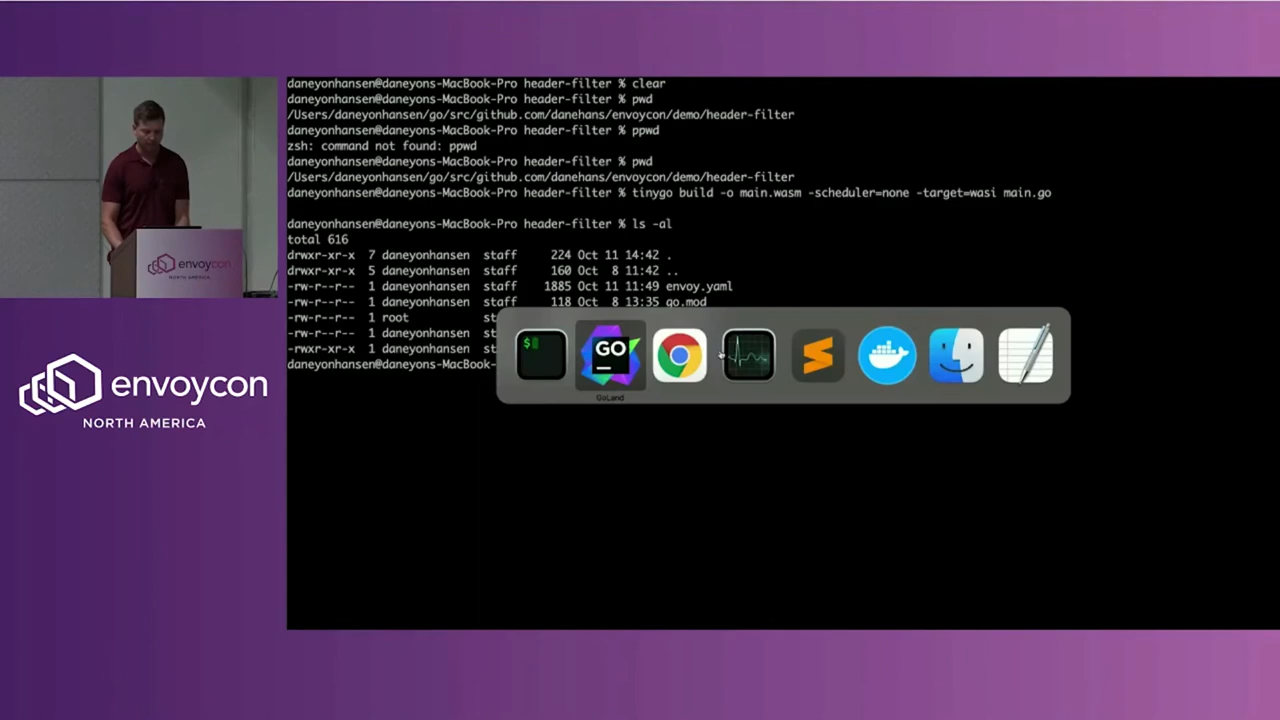 daneyonhansen@daneyons-MacBook-Pro header-filter % clear
daneyonhansen@daneyons-MacBook-Pro header-filter % pwd
/Users/daneyonhansen/go/src/github.com/danehans/envoycon/demo/header-filter
daneyonhansen@daneyons-MacBook-Pro header-filter % ppwd
zsh: command not found: ppwd
daneyonhansen@daneyons-MacBook-Pro header-filter % pwd
/Users/daneyonhansen/go/src/github.com/danehans/envoycon/demo/header-filter
daneyonhansen@daneyons-MacBook-Pro header-filter % tinygo build -o main.wasm -scheduler=none -target=wasi main.go
daneyonhansen@daneyons-MacBook-Pro header-filter % ls -al
total 616
drwxr-xr-x 7 daneyonhansen staff 224 Oct 11 14:42 .
drwxr-xr-x 5 daneyonhansen staff 160 Oct 8 11:42 ..
-rw-r--r-- 1 daneyonhansen staff 1885 Oct 11 11:49 envoy.yaml
-rw-r--r-- 1 daneyonhansen staff 118 Oct 8 13:35 go.mod
-rw-r--r-- 1 root st
-rw-r--r-- 1 daneyonhansen st
-rwxr-xr-x 1 daneyonhansen st
daneyonhansen@daneyons-MacBook-
$
GO
GoLand
envoycon
NORTH AMERICA
envoycon
NORTH AMERICA